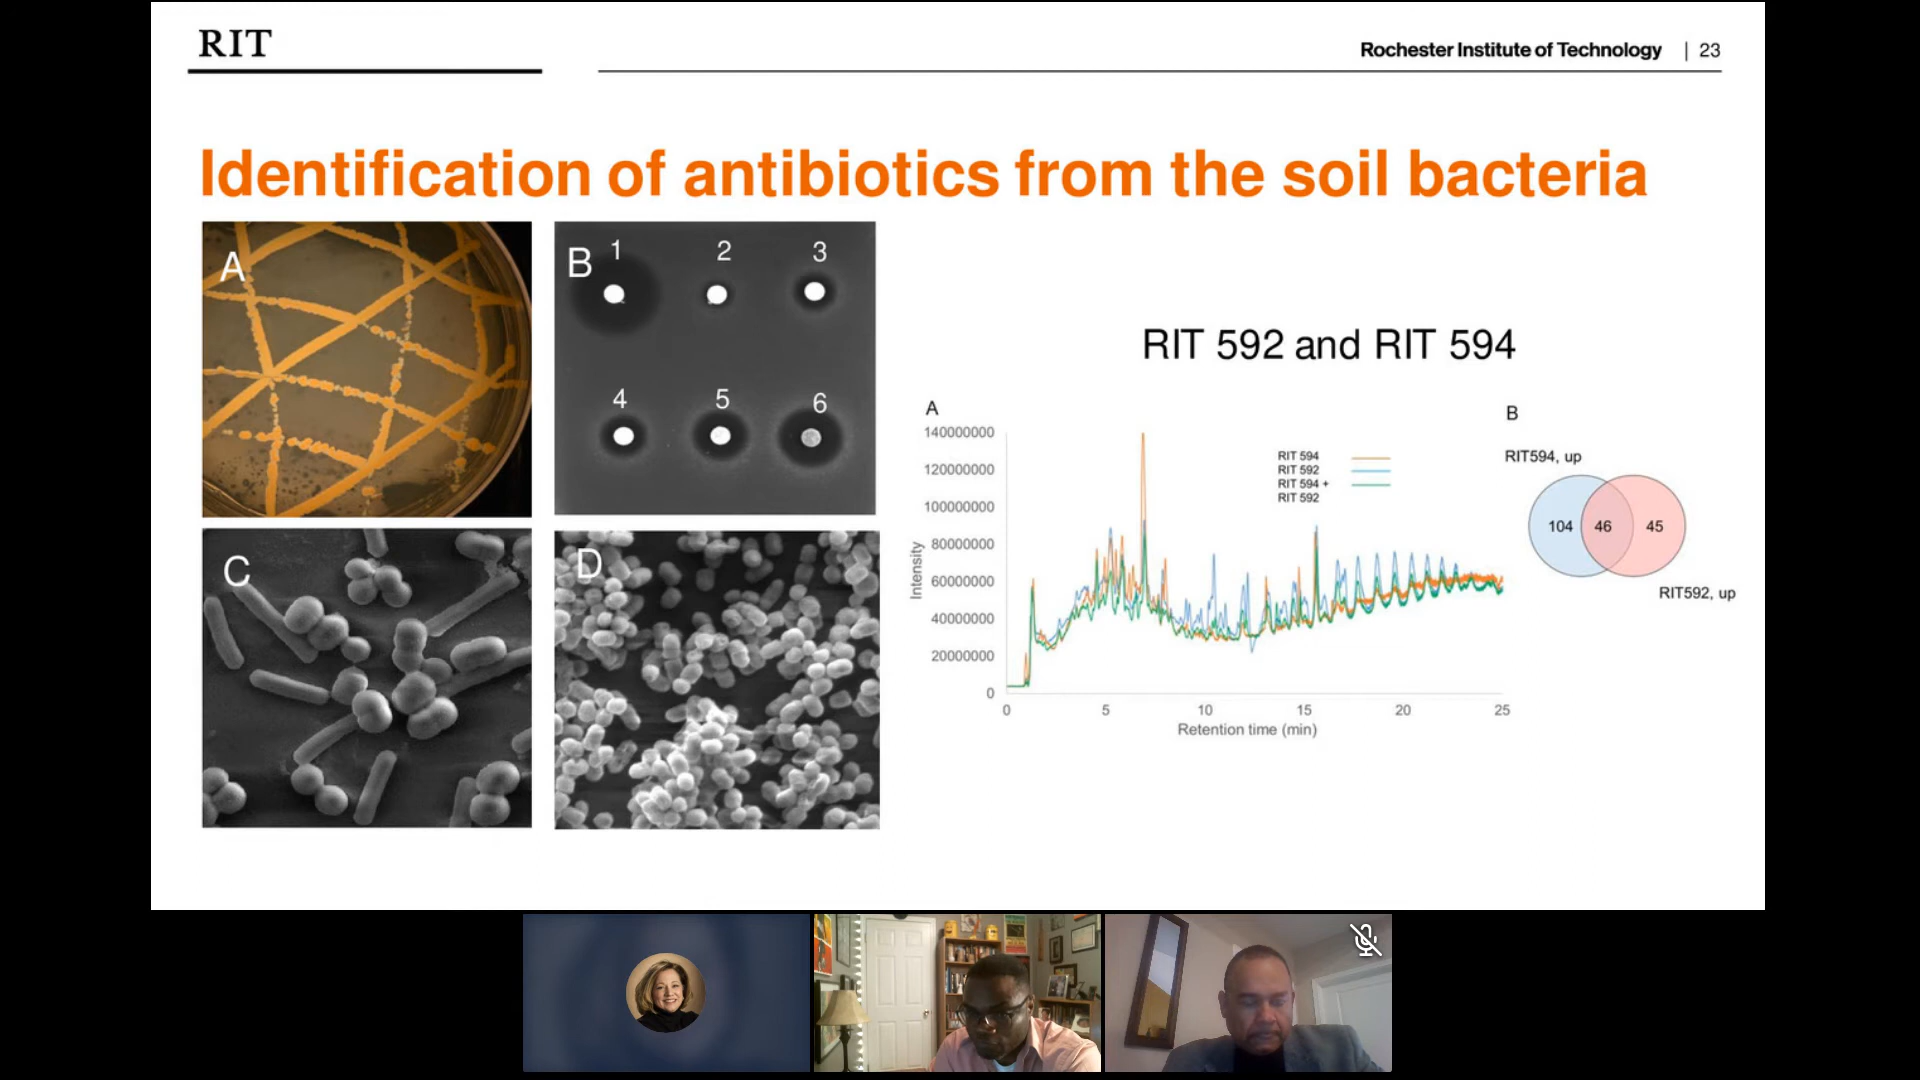 RIT
Rochester Institute of Technology | 23
Identification of antibiotics from the soil bacteria
A
B
1
2
3
4
5
6
C
D
RIT 592 and RIT 594
A
140000000
120000000
100000000
80000000
60000000
40000000
20000000
0
Intensity
0
5
10
15
20
25
Retention time (min)
RIT 594
RIT 592
RIT 594 +
RIT 592
B
RIT594, up
104
46
45
RIT592, up